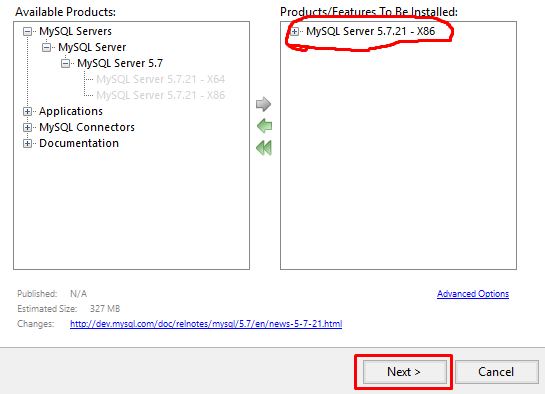 Available Products:
Products/Features To Be Installed:
MySQL Servers
MySQL Server
MySQL Server 5.7
MySQL Server 5.7.21 - X64
MySQL Server 5.7.21 - X86
Applications
MySQL Connectors
Documentation
MySQL Server 5.7.21 - X86
Published: N/A
Advanced Options
Estimated Size: 327 MB
Changes: http://dev.mysql.com/doc/relnotes/mysql/5.7/en/news-5-7-21.html
Next >
Cancel